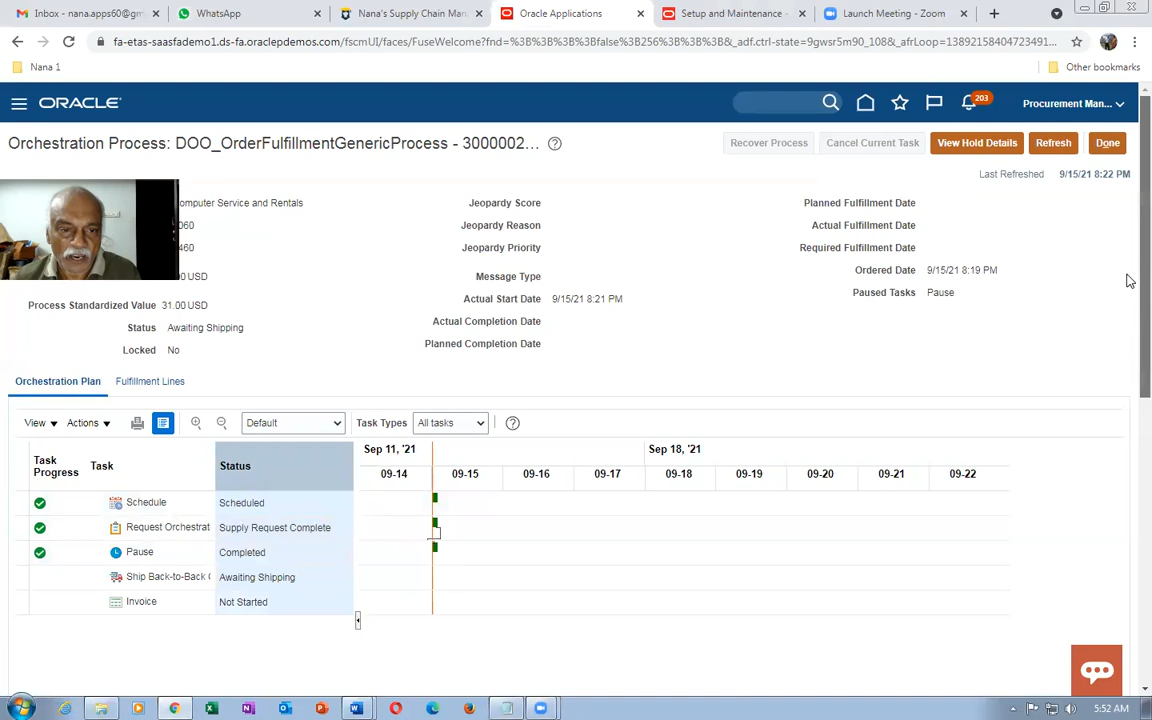 Inbox - nana.apps60@gm
WhatsApp
Nana's Supply Chain Man
Oracle Applications
Setup and Maintenance -
Launch Meeting - Zoom
fa-etas-saasfademo1.ds-fa.oraclepdemos.com/fscmUI/faces/FuseWelcome?fnd=%3B%3B%3B%3Bfalse%3B256%3B%3B%3B&_adf.ctrl-state=9gwsr5m90_108&_afrLoop=13892158404723491...
Nana 1
Other bookmarks
ORACLE
203
Procurement Man...
Orchestration Process: DOO_OrderFulfillmentGenericProcess - 3000002...
Recover Process
Cancel Current Task
View Hold Details
Refresh
Done
Last Refreshed 9/15/21 8:22 PM
omputer Service and Rentals
Jeopardy Score
Planned Fulfillment Date
060
Jeopardy Reason
Actual Fulfillment Date
460
Jeopardy Priority
Required Fulfillment Date
0 USD
Message Type
Ordered Date 9/15/21 8:19 PM
Process Standardized Value 31.00 USD
Actual Start Date 9/15/21 8:21 PM
Paused Tasks Pause
Status Awaiting Shipping
Actual Completion Date
Locked No
Planned Completion Date
Orchestration Plan
Fulfillment Lines
View
Actions
Default
Task Types
All tasks
Task Progress
Task
Status
Sep 11, '21
Sep 18, '21
09-14 09-15 09-16 09-17 09-18 09-19 09-20 09-21 09-22
Schedule Scheduled
Request Orchestrat Supply Request Complete
Pause Completed
Ship Back-to-Back Awaiting Shipping
Invoice Not Started
5:52 AM